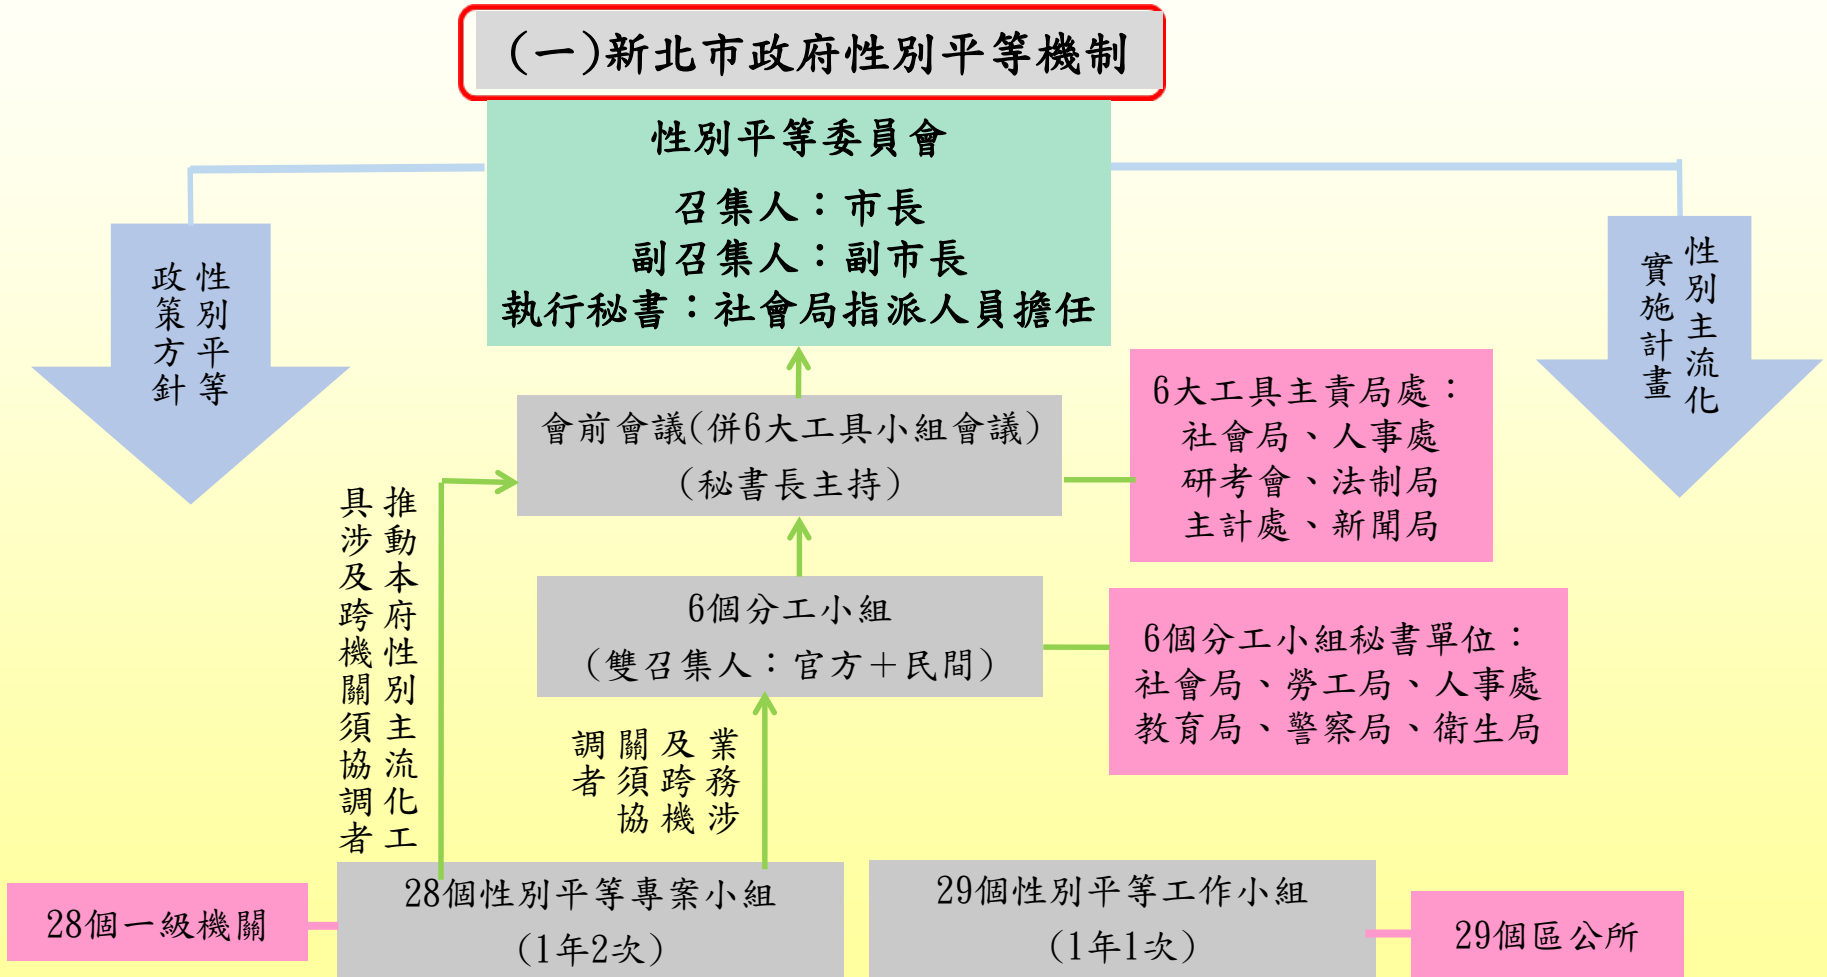 (一)新北市政府性別平等機制
性別平等委員會
召集人：市長
副召集人：副市長
執行秘書：社會局指派人員擔任
性別平等
政策方針
性別主流化
實施計畫
會前會議(併6大工具小組會議)
(秘書長主持)
6大工具主責局處：
社會局、人事處
研考會、法制局
主計處、新聞局
6個分工小組
(雙召集人：官方＋民間)
6個分工小組秘書單位：
社會局、勞工局、人事處
教育局、警察局、衛生局
推動本府性別主流化工
具涉及跨機關須協調者
業務涉
及跨機
關須協
調者
28個性別平等專案小組
(1年2次)
28個一級機關
29個性別平等工作小組
(1年1次)
29個區公所